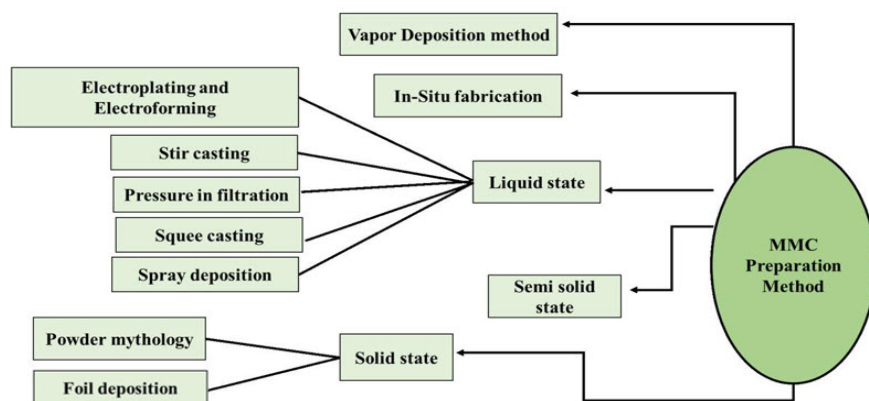 Vapor Deposition method
Electroplating and
Electroforming
In-Situ fabrication
Stir casting
Pressure in filtration
Liquid state
Squee casting
Spray deposition
MMC
Preparation
Method
Semi solid
state
Powder mythology
Solid state
Foil deposition